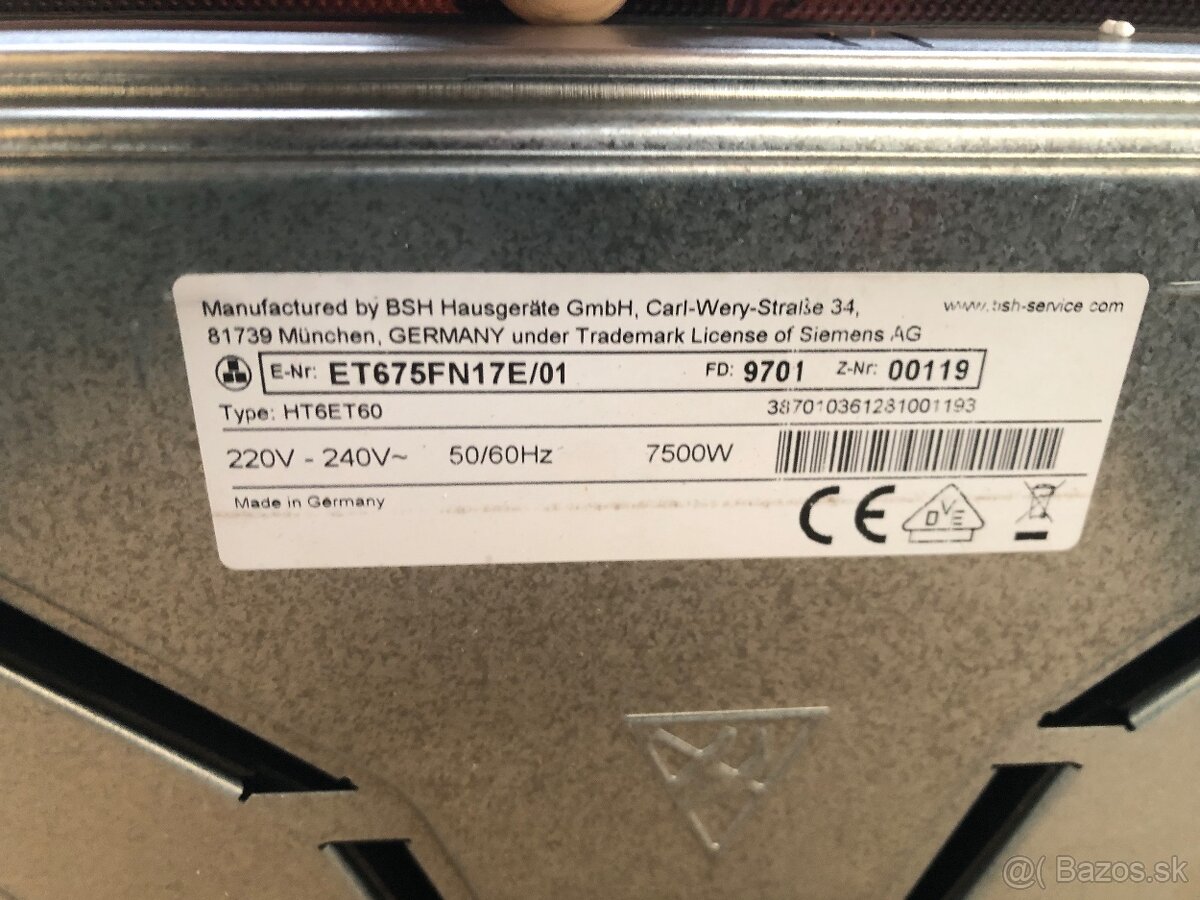 Manufactured by BSH Hausgeräte GmbH, Carl-Wery-Straße 34, www.bsh-service.com
81739 München, GERMANY under Trademark License of Siemens AG
E-Nr: ET675FN17E/01 FD: 9701 Z-Nr: 00119
Type: HT6ET60 387010361281001193
220V - 240V~ 50/60Hz 7500W
Made in Germany
CE DVE
@( Bazos.sk